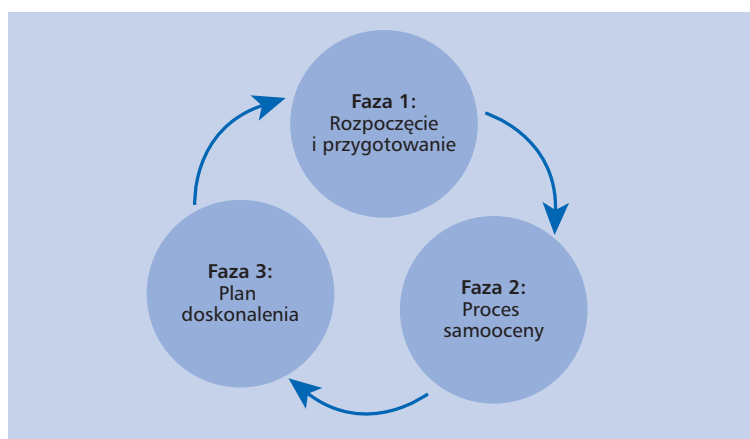 Faza 1:
Rozpoczęcie
i przygotowanie
Faza 2:
Proces
samooceny
Faza 3:
Plan
doskonalenia